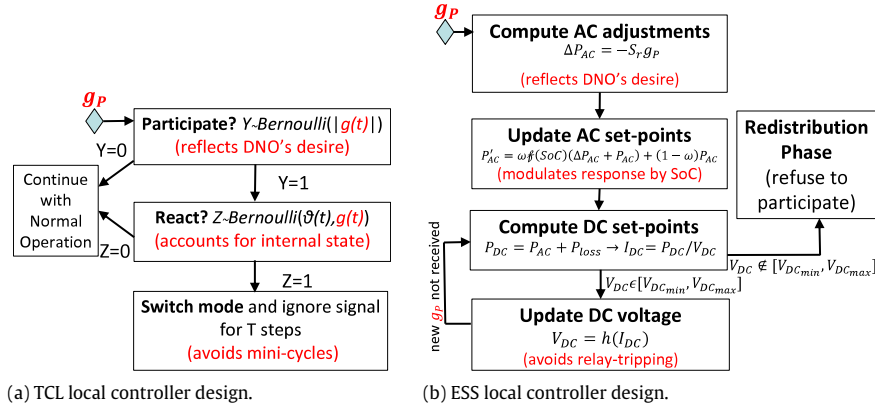 g_P
Participate? Y~Bernoulli(|g(t)|)
(reflects DNO's desire)
Y=0
Y=1
Continue
with
Normal
Operation
React? Z~Bernoulli(ϑ(t),g(t))
(accounts for internal state)
Z=0
Z=1
Switch mode and ignore signal
for T steps
(avoids mini-cycles)
(a) TCL local controller design.
g_P
Compute AC adjustments
ΔP_AC = −S_r g_P
(reflects DNO's desire)
Update AC set-points
(SoC)(ΔP_AC + P_AC) + (1 − ω)P_AC
(modulates response by SoC)
Redistribution
Phase
(refuse to
participate)
Compute DC set-points
P_DC = P_AC + P_loss → I_DC = P_DC/V_DC
V_DC ∉ [V_DC_min, V_DC_max]
V_DC ϵ[V_DC_min, V_DC_max]
new g_P not received
Update DC voltage
V_DC = h(I_DC)
(avoids relay-tripping)
(b) ESS local controller design.